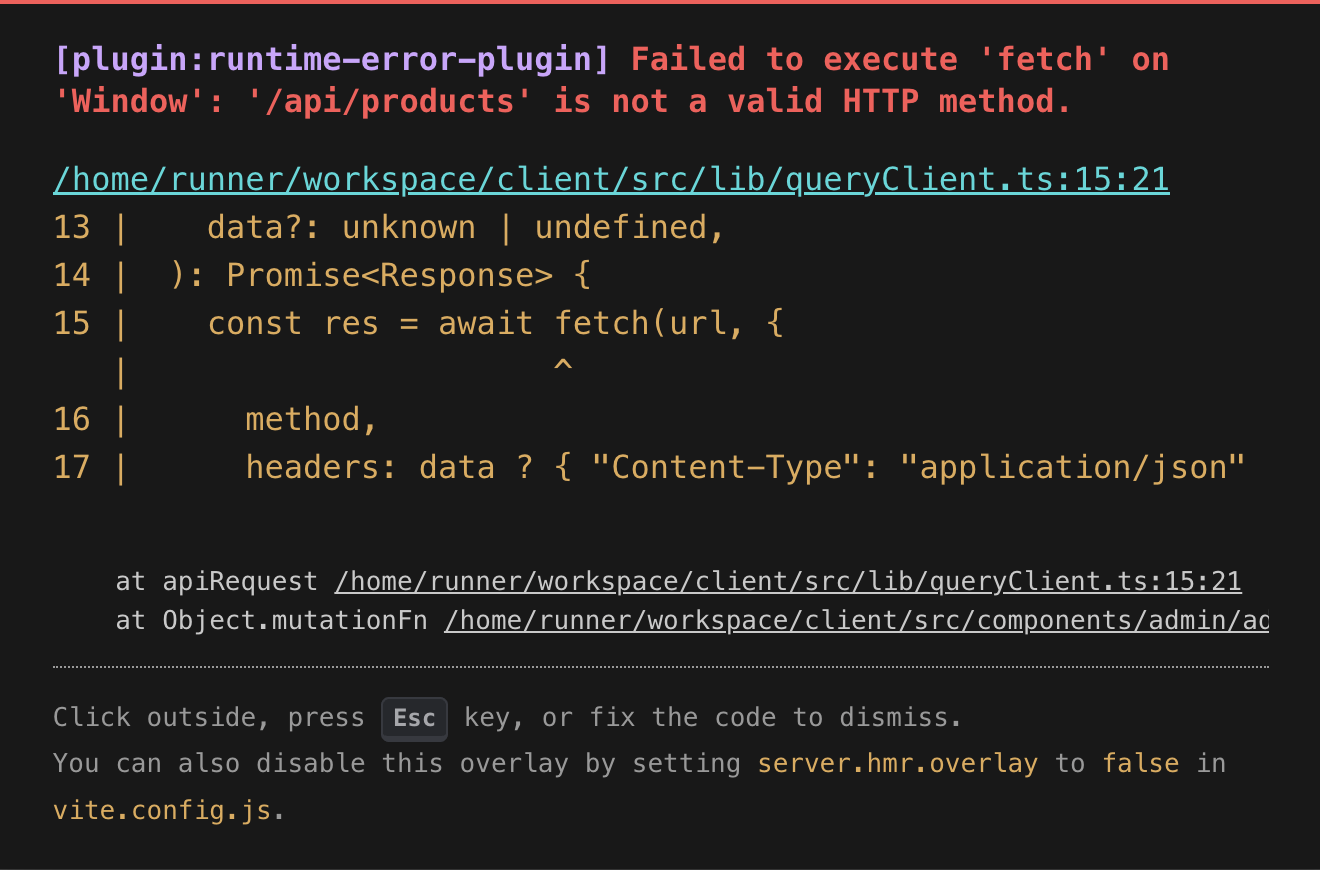 [plugin:runtime-error-plugin] Failed to execute 'fetch' on
'Window': '/api/products' is not a valid HTTP method.
/home/runner/workspace/client/src/lib/queryClient.ts:15:21
13 |    data?: unknown | undefined,
14 |  ): Promise<Response> {
15 |    const res = await fetch(url, {
   |                      ^
16 |      method,
17 |      headers: data ? { "Content-Type": "application/json"
at apiRequest /home/runner/workspace/client/src/lib/queryClient.ts:15:21
at Object.mutationFn /home/runner/workspace/client/src/components/admin/ad
Click outside, press Esc key, or fix the code to dismiss.
You can also disable this overlay by setting server.hmr.overlay to false in
vite.config.js.